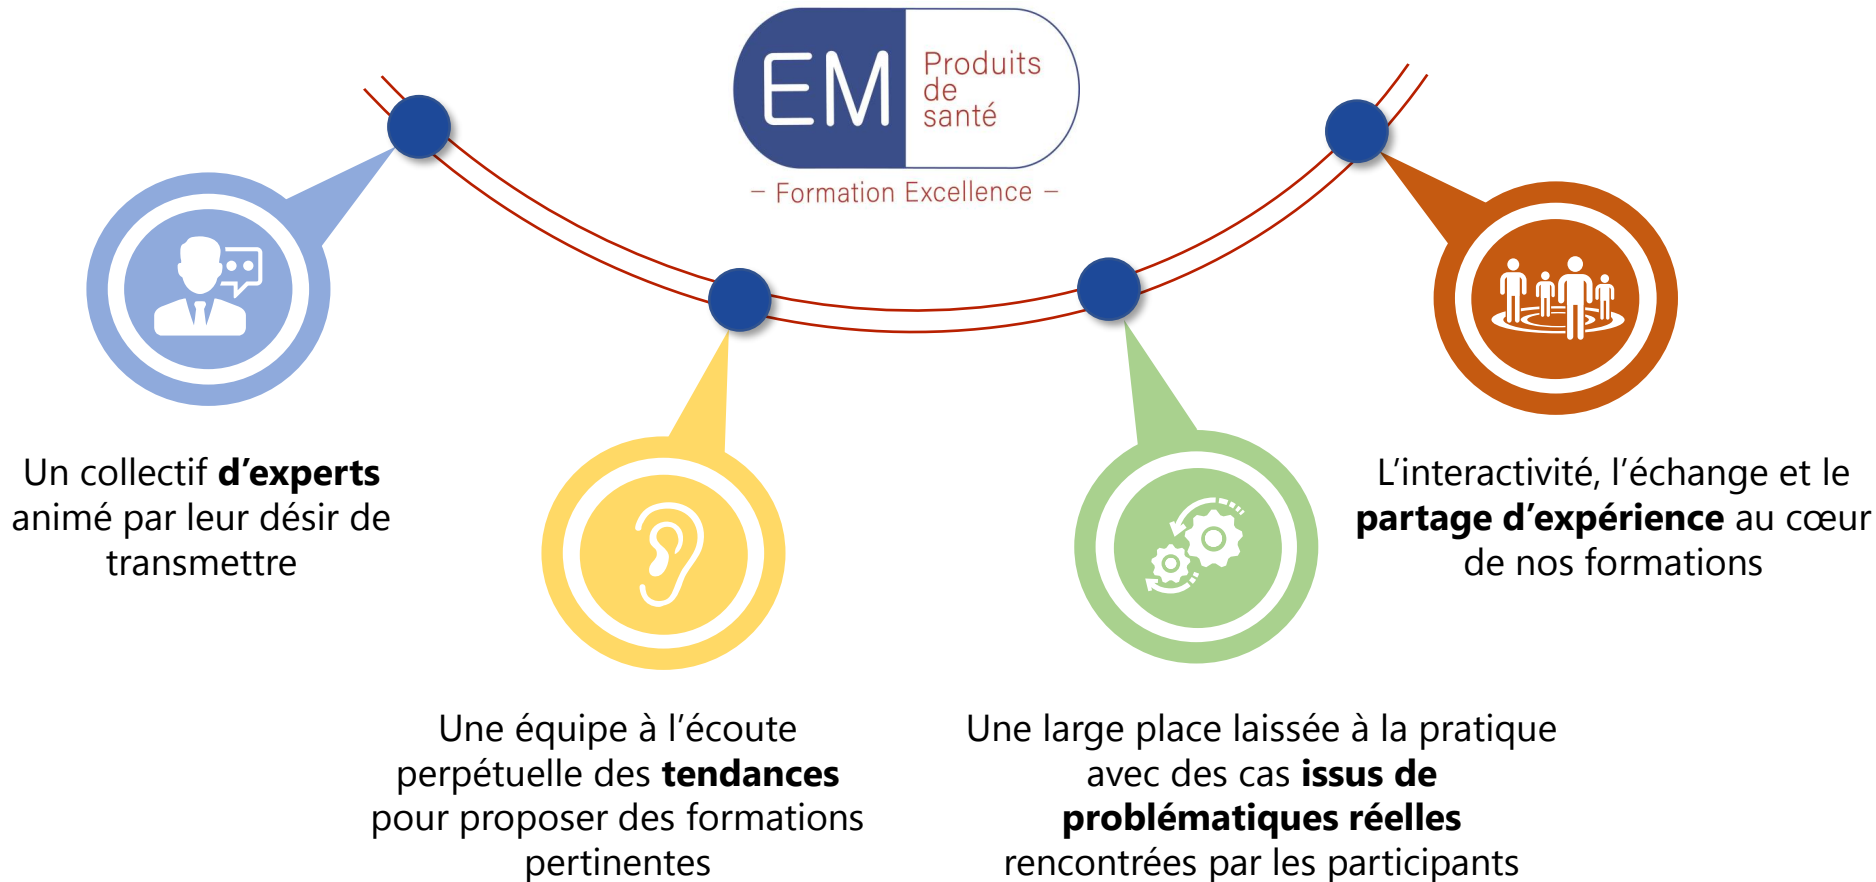 EM
Produits
de
santé
– Formation Excellence –
Un collectif d’experts
animé par leur désir de
transmettre
Une équipe à l’écoute
perpétuelle des tendances
pour proposer des formations
pertinentes
Une large place laissée à la pratique
avec des cas issus de
problématiques réelles
rencontrées par les participants
L’interactivité, l’échange et le
partage d’expérience au cœur
de nos formations